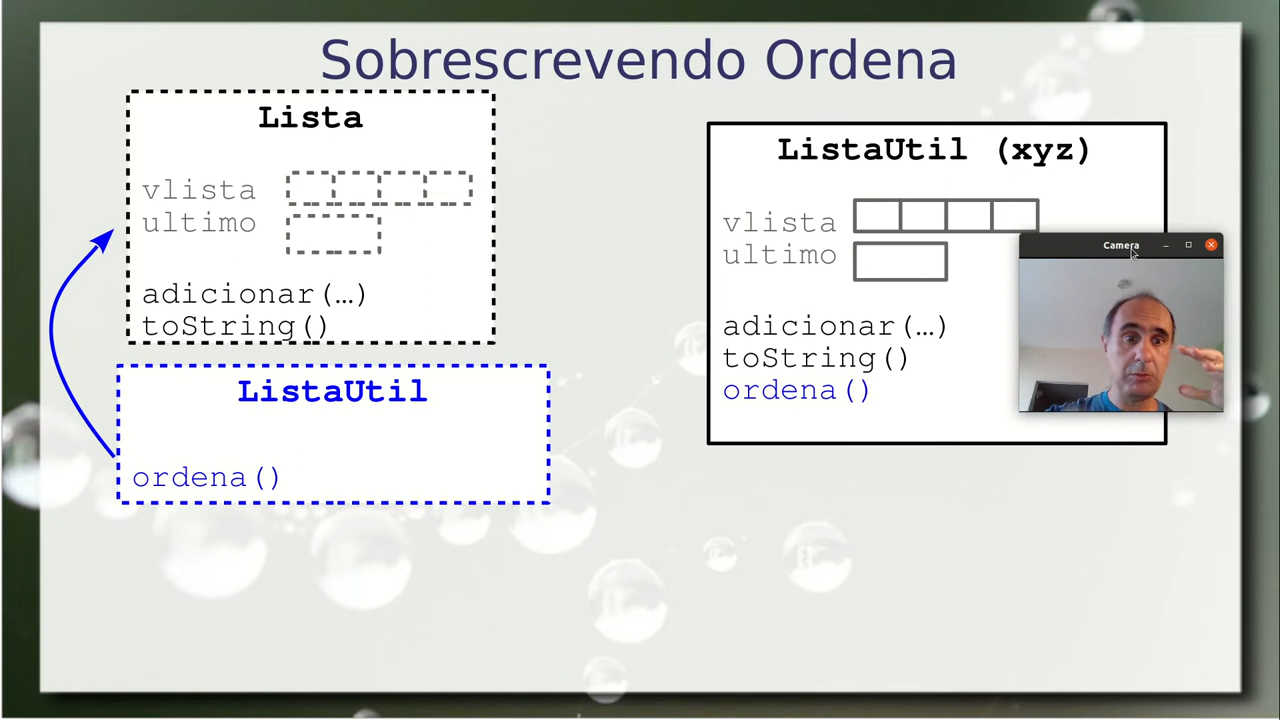 Sobrescrevendo Ordena
Lista
vlista
ultimo
adicionar(…)
toString()
ListaUtil
ordena()
ListaUtil (xyz)
vlista
ultimo
adicionar(…)
toString()
ordena()
Camera